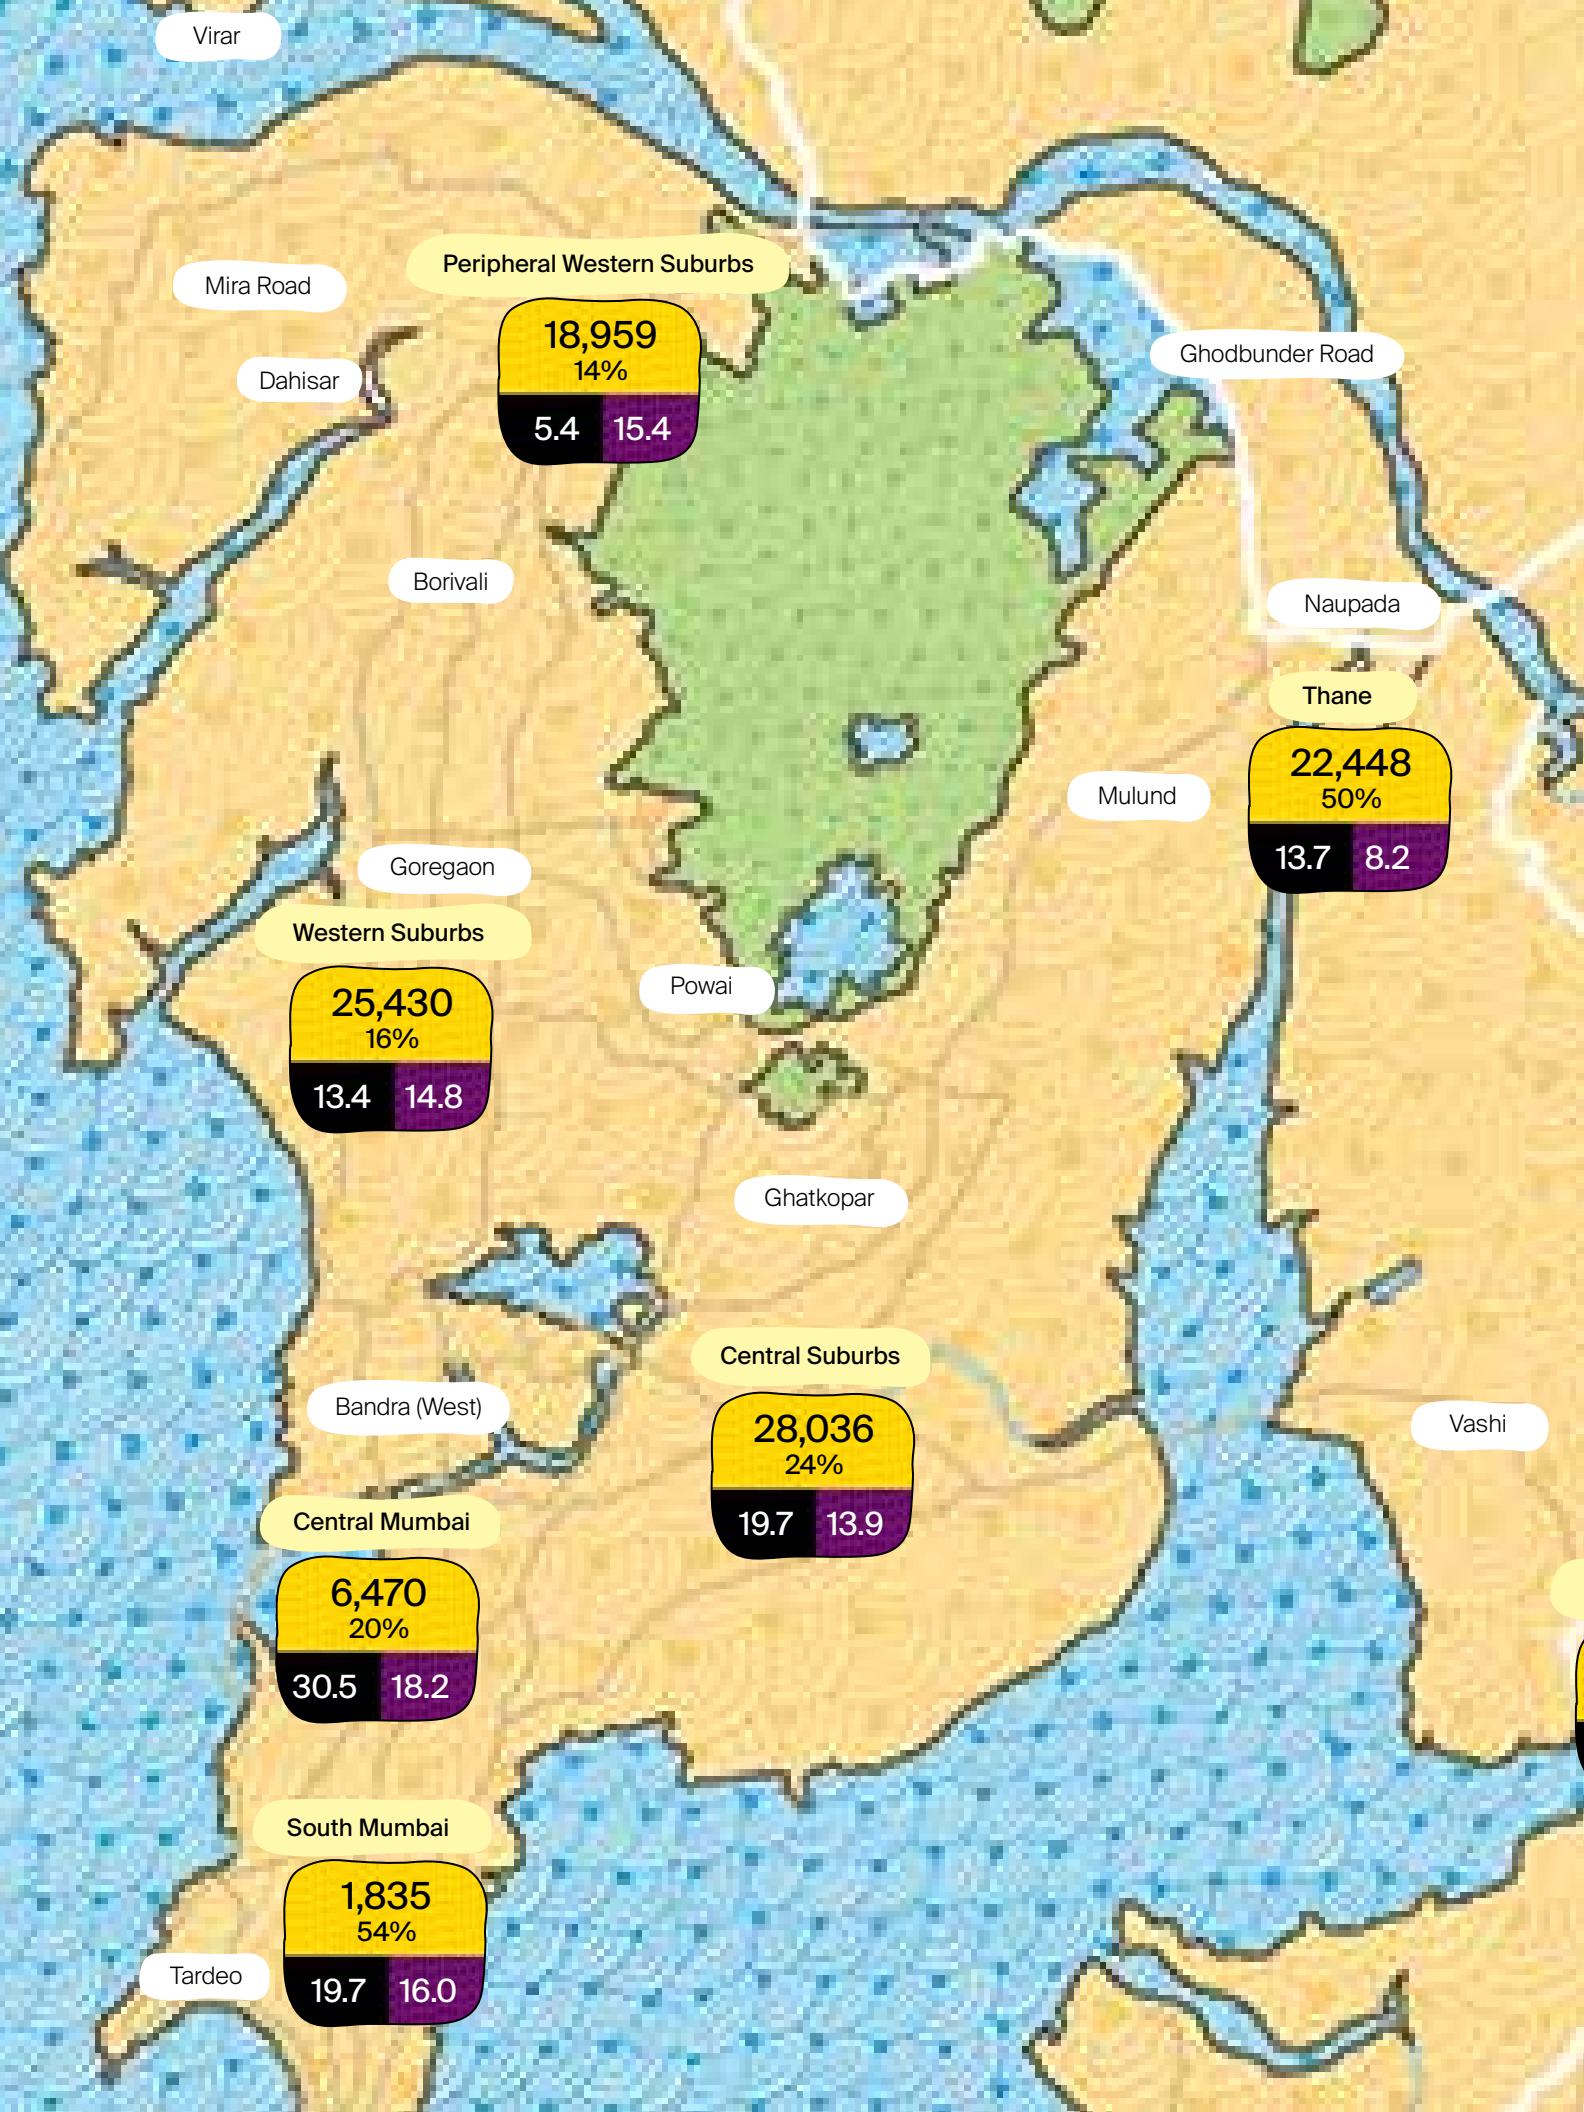 Virar
Peripheral Western Suburbs
Mira Road
18,959
14%
5.4 15.4
Dahisar
Ghodbunder Road
Borivali
Naupada
Thane
22,448
50%
13.7 8.2
Mulund
Goregaon
Western Suburbs
25,430
16%
13.4 14.8
Powai
Ghatkopar
Central Suburbs
28,036
24%
19.7 13.9
Bandra (West)
Vashi
Central Mumbai
6,470
20%
30.5 18.2
South Mumbai
1,835
54%
19.7 16.0
Tardeo